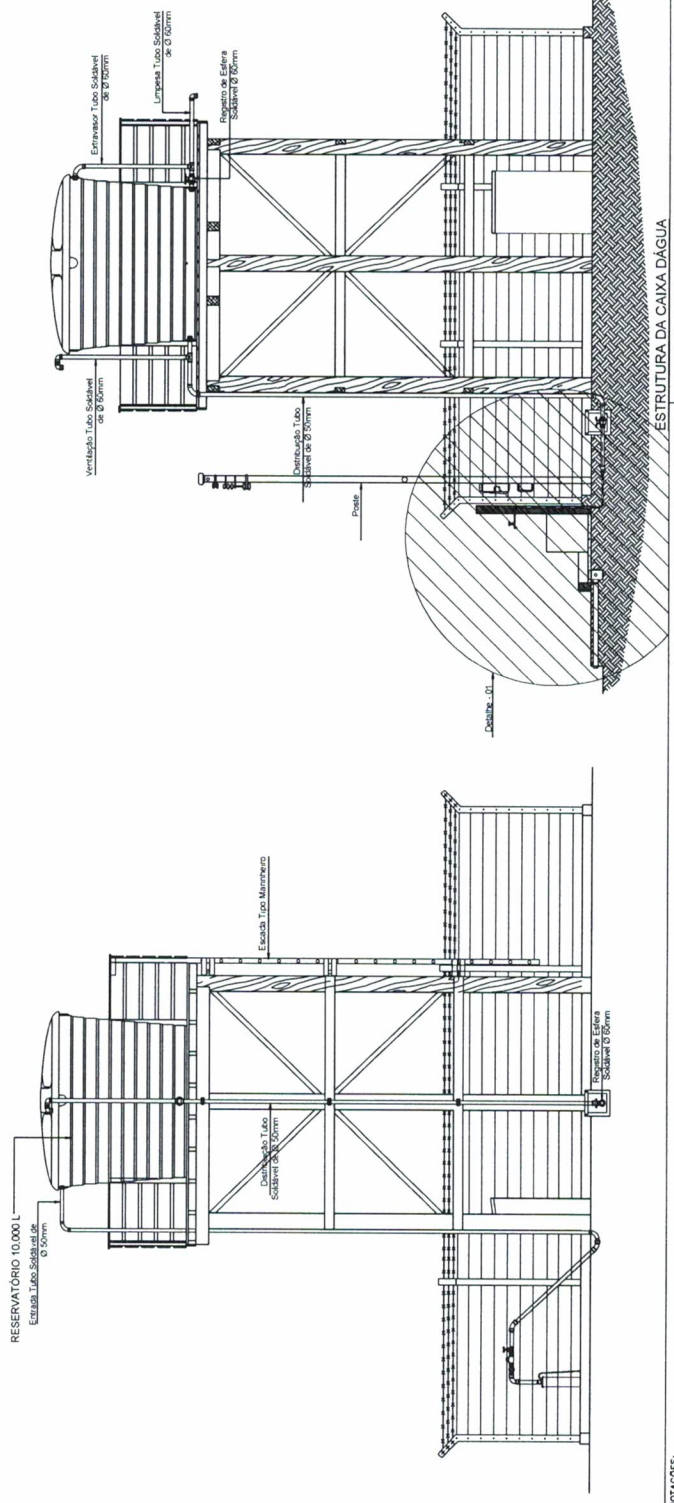 RESERVATÓRIO 10.000 L
Entrada Tubo Soldável de
Ø 50mm
Distribuição Tubo
Soldável de Ø 50mm
Escada Tipo Marinheiro
Registro de Esfera
Soldável Ø 60mm
Ventilação Tubo Soldável
de Ø 60mm
Extravasor Tubo Soldável
de Ø 60mm
Limpesa Tubo Soldável
de Ø 60mm
Registro de Esfera
Soldável Ø 60mm
Distribuição Tubo
Soldável de Ø 50mm
Poste
Detalhe - 01
ESTRUTURA DA CAIXA DÁGUA